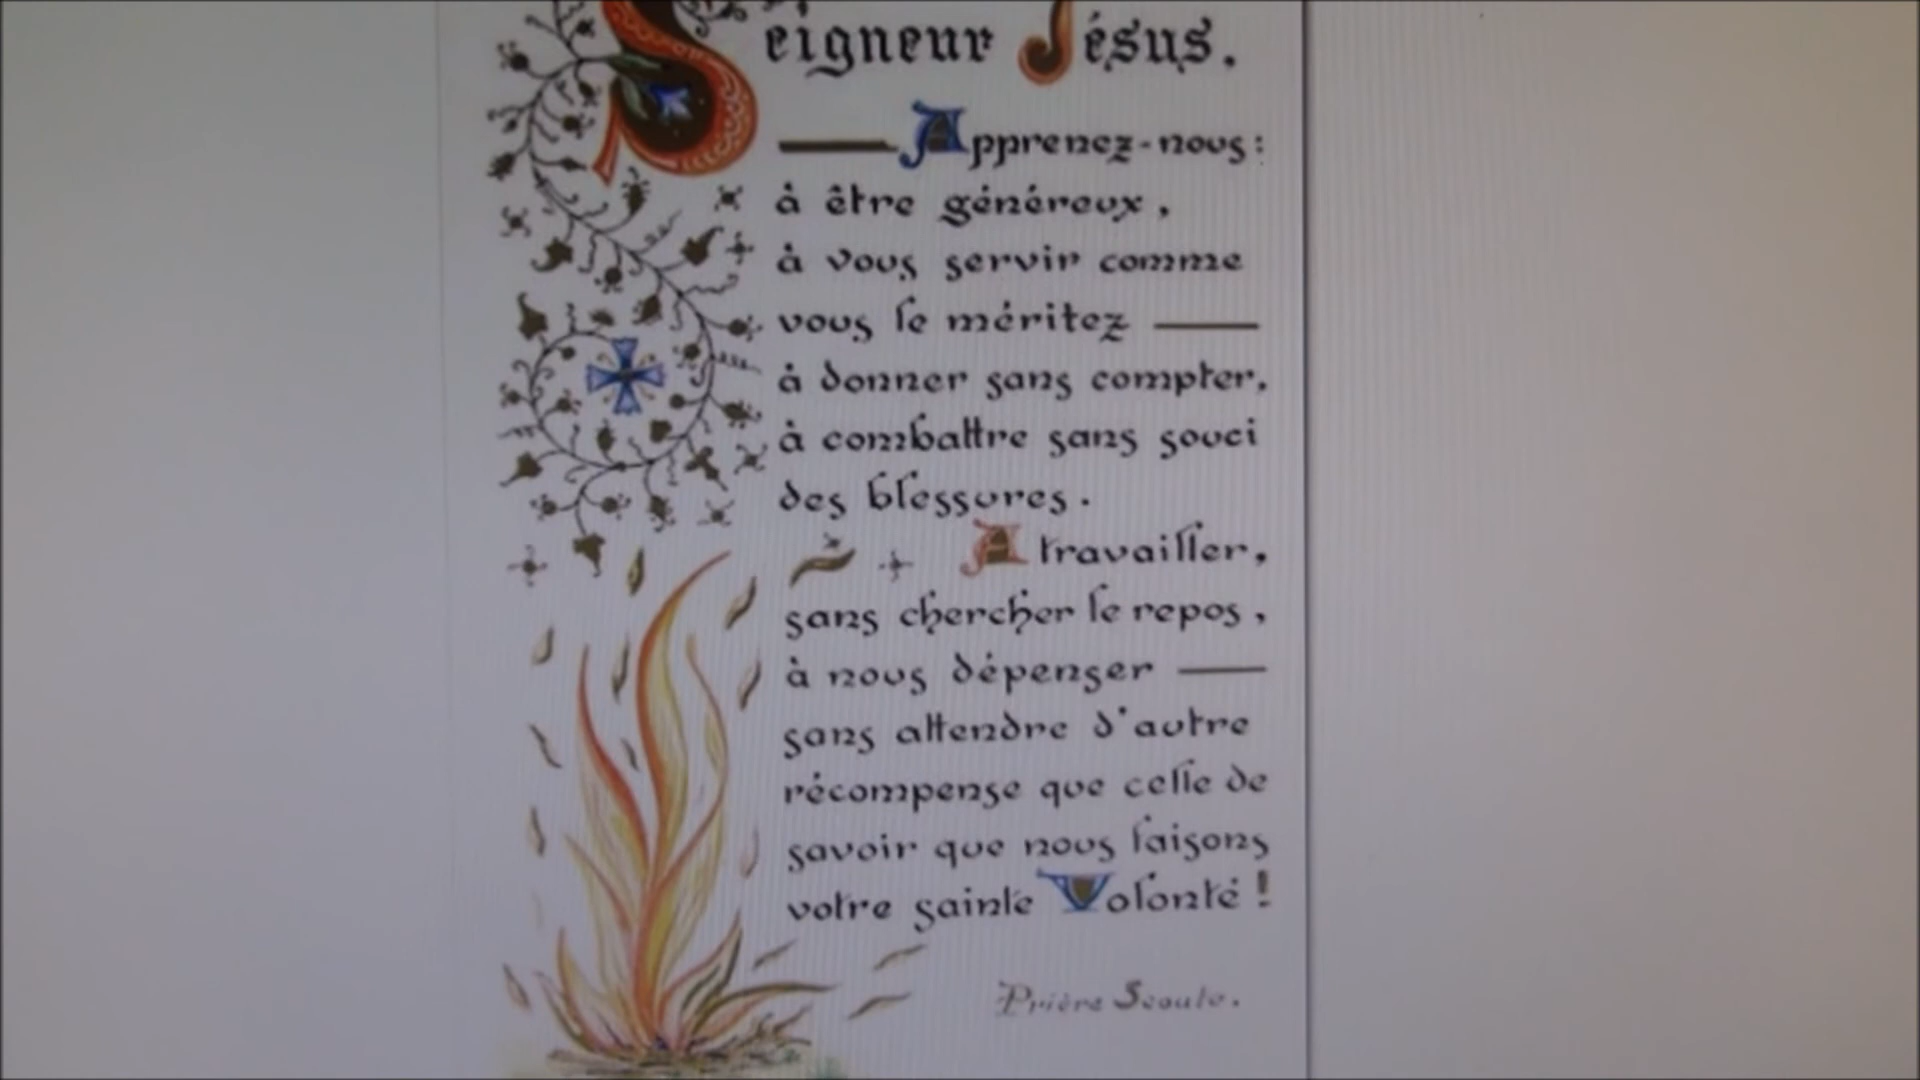 Seigneur Jésus.
Apprenez-nous:
à être généreux,
à vous servir comme
vous le méritez
à donner sans compter,
à combattre sans souci
des blessures.
A travailler,
sans chercher le repos,
à nous dépenser
sans attendre d'autre
récompense que celle de
savoir que nous faisons
votre sainte Volonté !
Prière Scoute.